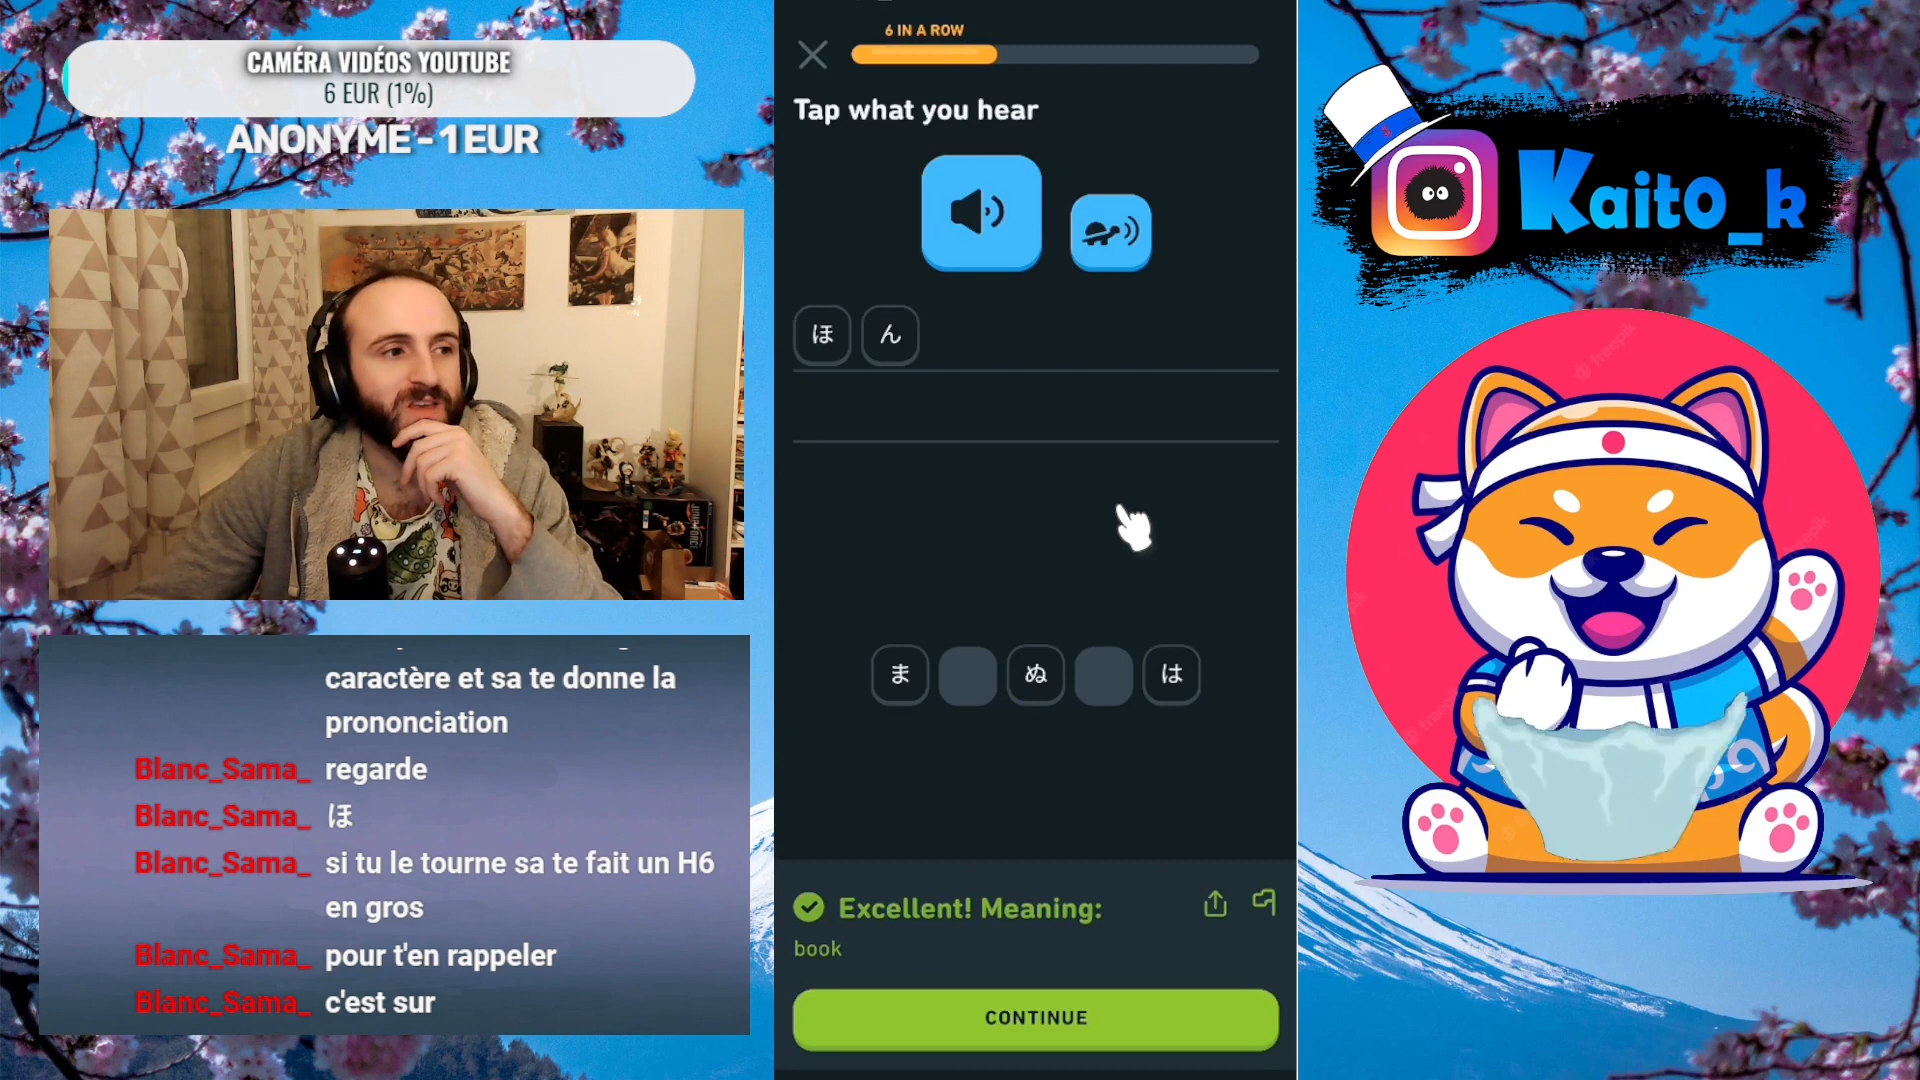 CAMÉRA VIDÉOS YOUTUBE
6 EUR (1%)
ANONYME - 1 EUR
6 IN A ROW
Tap what you hear
ほ ん
ま ぬ は
Excellent! Meaning:
book
CONTINUE
caractère et sa te donne la
prononciation
Blanc_Sama_ regarde
Blanc_Sama_ ほ
Blanc_Sama_ si tu le tourne sa te fait un H6
en gros
Blanc_Sama_ pour t'en rappeler
Blanc_Sama_ c'est sur
Kaito_k
freepik